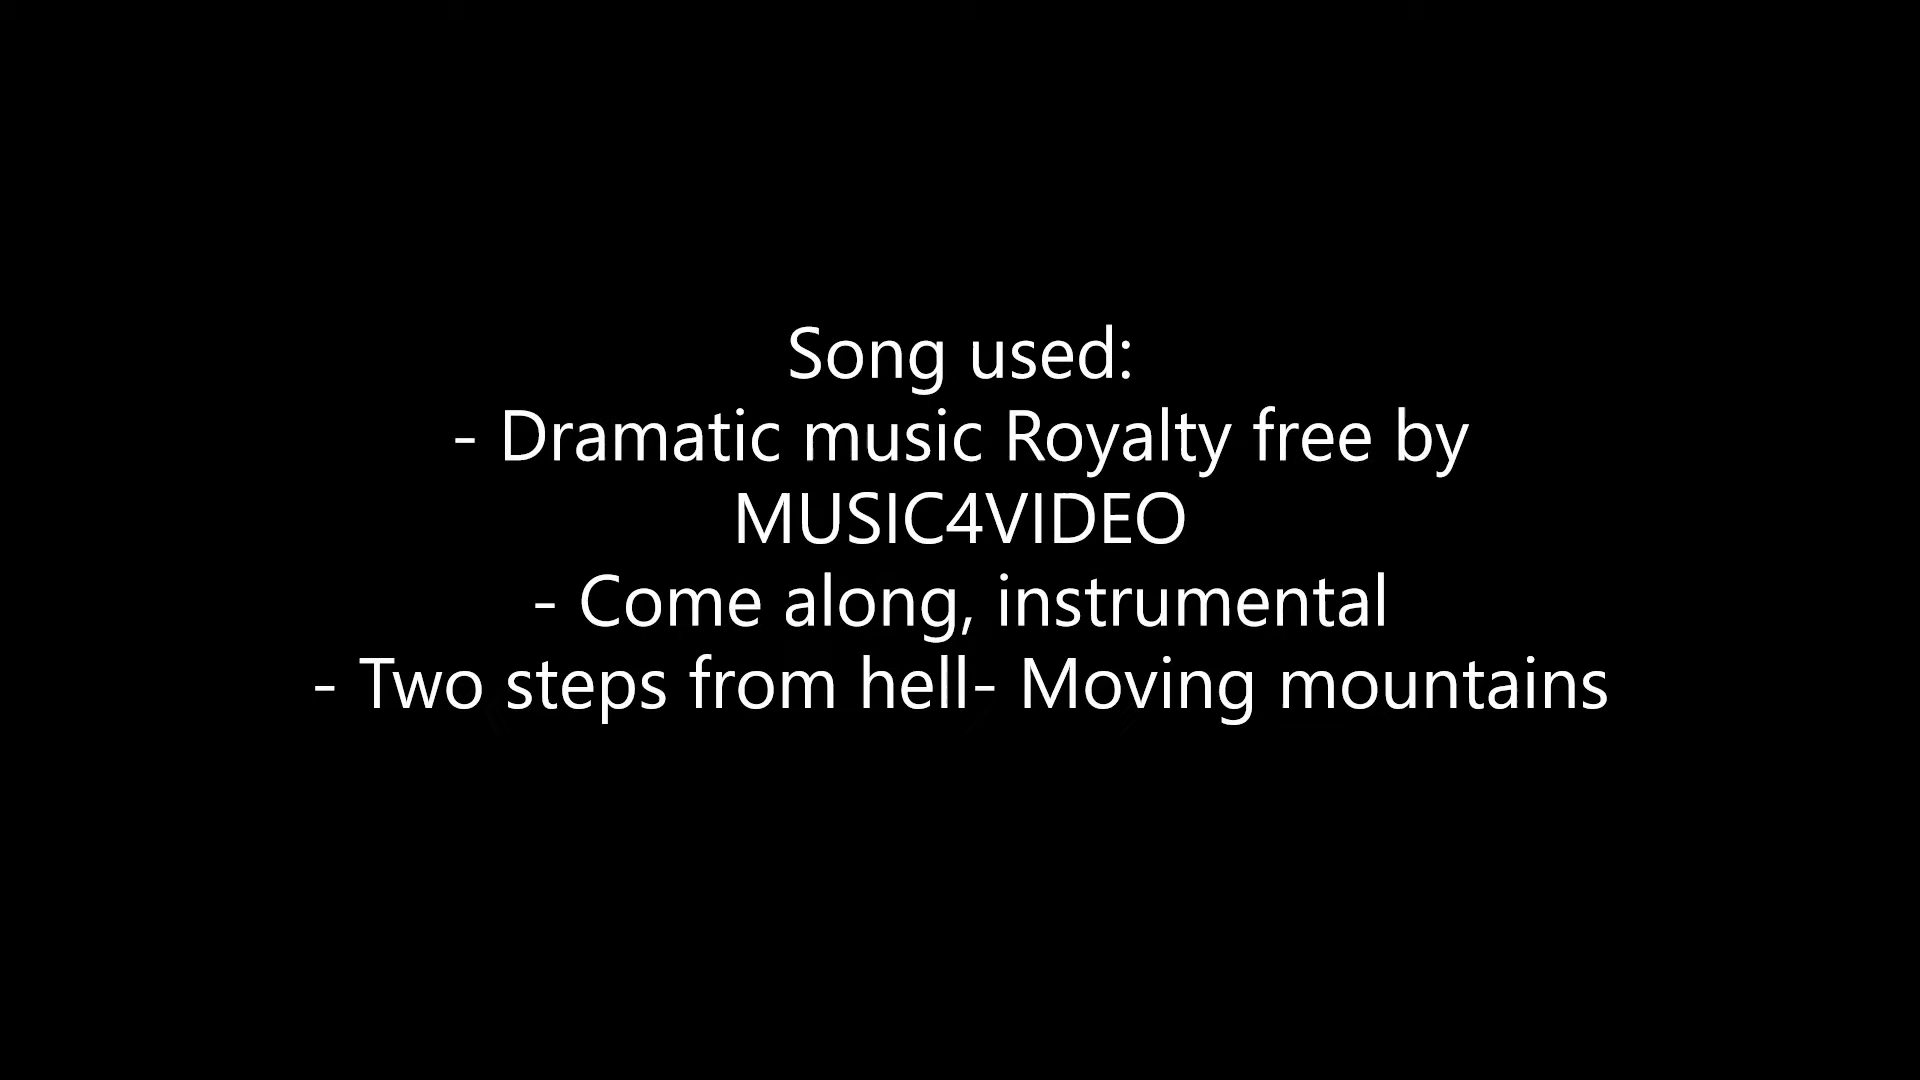 Song used:
- Dramatic music Royalty free by
MUSIC4VIDEO
- Come along, instrumental
- Two steps from hell- Moving mountains